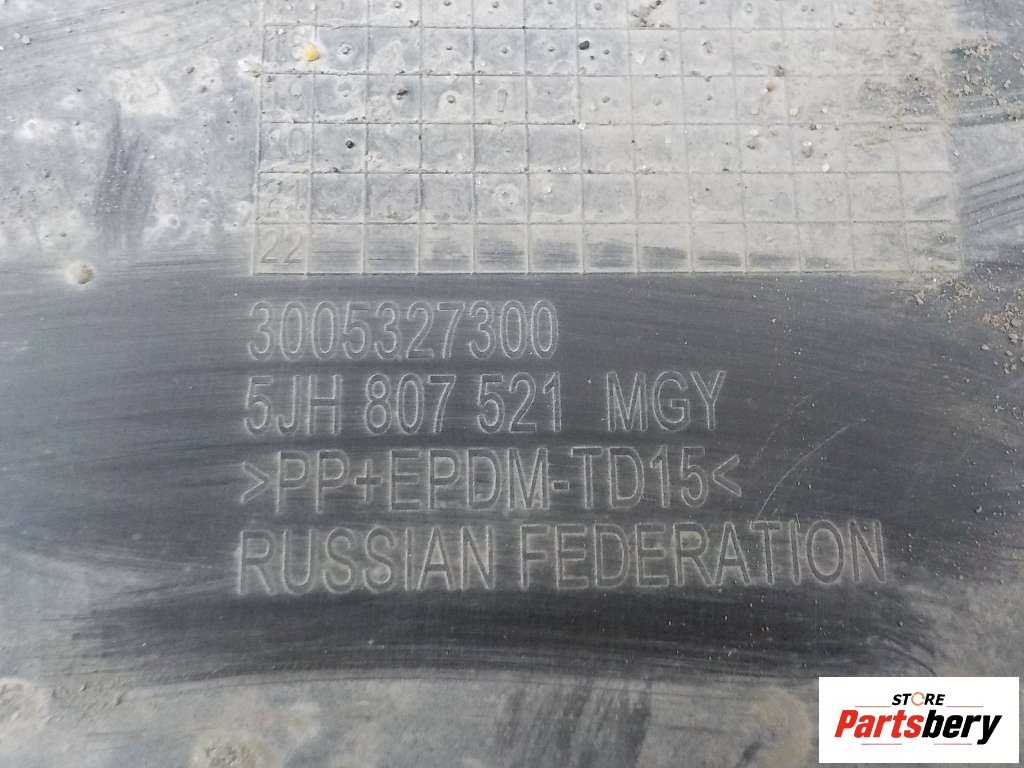 22
3005327300
5JH 807 521 MGY
>PP+EPDM-TD15<
RUSSIAN FEDERATION
STORE
Partsbery